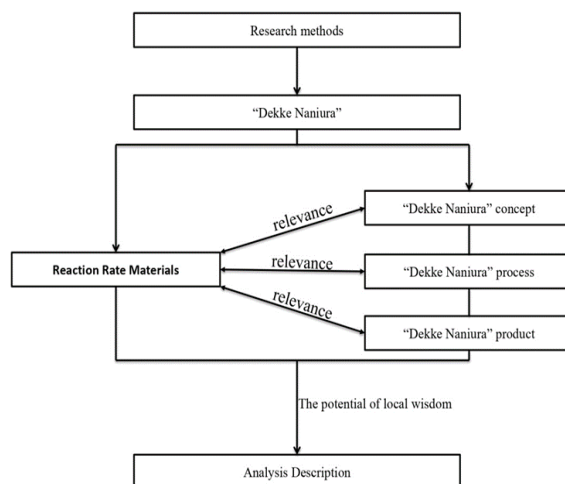 Research methods
“Dekke Naniura”
relevance
“Dekke Naniura” concept
Reaction Rate Materials
relevance
“Dekke Naniura” process
relevance
“Dekke Naniura” product
The potential of local wisdom
Analysis Description